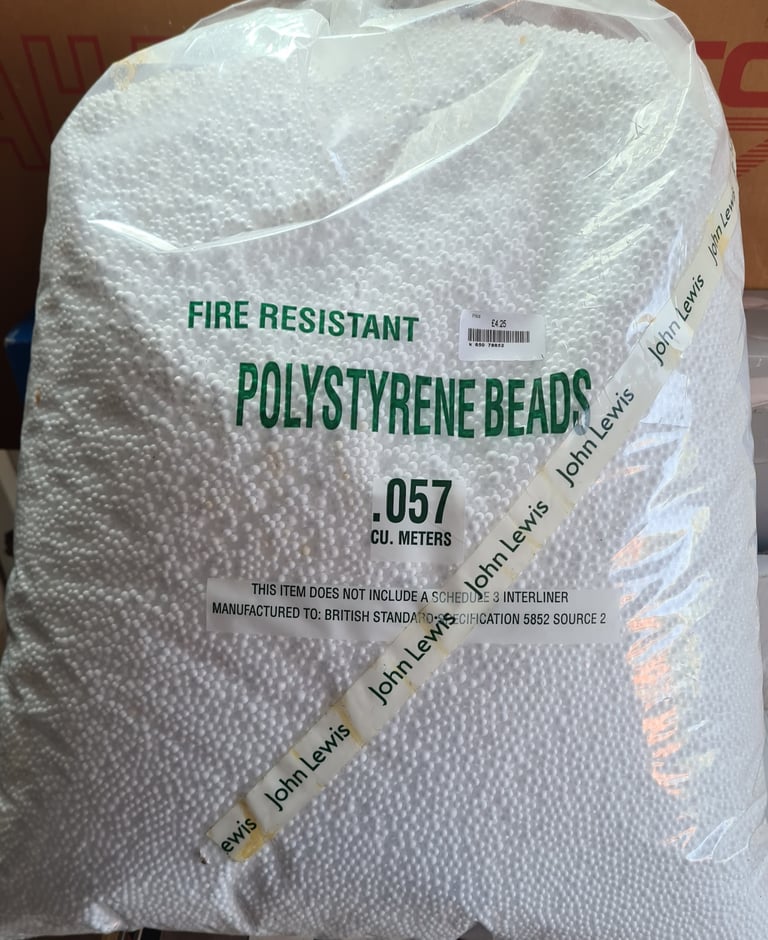 FIRE RESISTANT
Price
£4.25
POLYSTYRENE BEADS
.057
CU. METERS
THIS ITEM DOES NOT INCLUDE A SCHEDULE 3 INTERLINER
MANUFACTURED TO: BRITISH STANDARD SPECIFICATION 5852 SOURCE 2
John Lewis
John Lewis
John Lewis
John Lewis
John Lewis
John Lewis
ewis